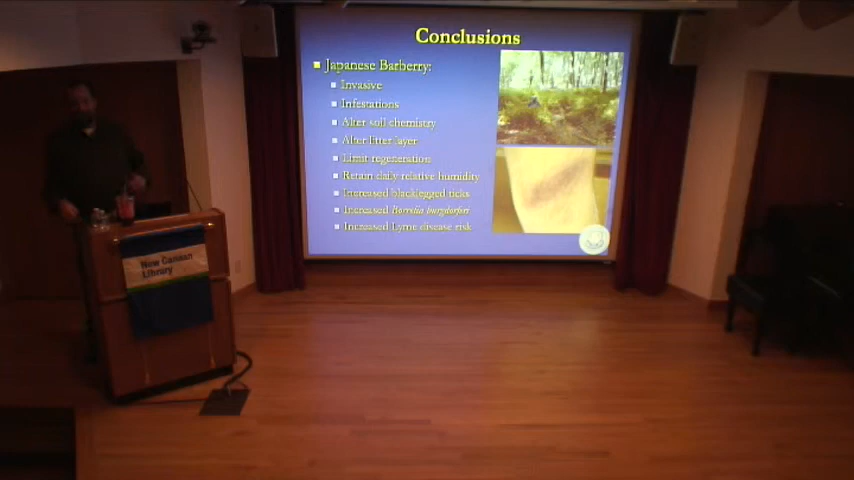 Conclusions
Japanese Barberry:
Invasive
Infestations
Alter soil chemistry
Alter litter layer
Limit regeneration
Retain daily relative humidity
Increased blacklegged ticks
Increased Borrelia burgdorferi
Increased Lyme disease risk
New Canaan
Library